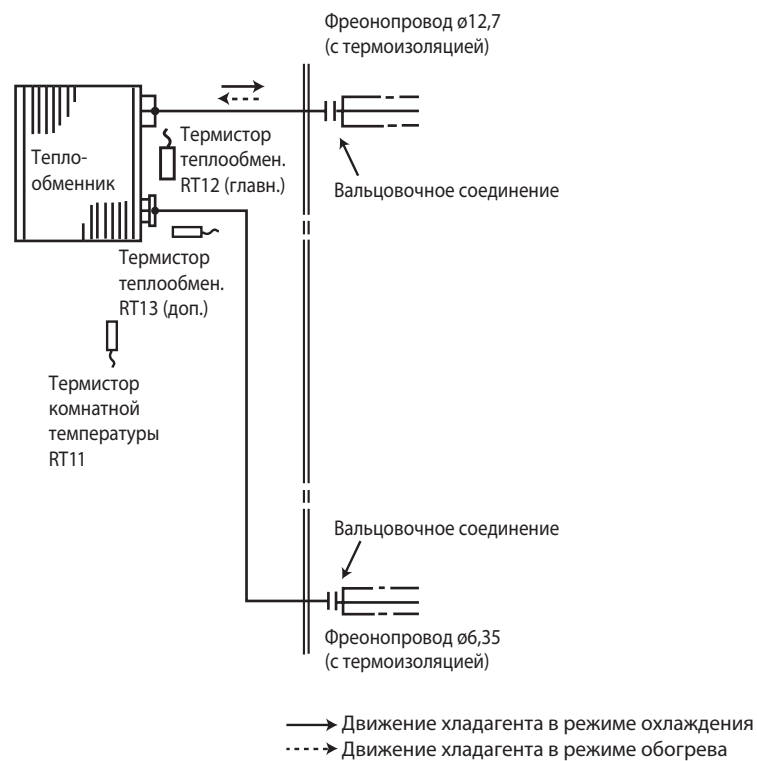 Фреонопровод ø12,7
(с термоизоляцией)
Тепло-
обменник
Термистор
теплообмен.
RT12 (главн.)
Вальцовочное соединение
Термистор
теплообмен.
RT13 (доп.)
Термистор
комнатной
температуры
RT11
Вальцовочное соединение
Фреонопровод ø6,35
(с термоизоляцией)
Движение хладагента в режиме охлаждения
Движение хладагента в режиме обогрева